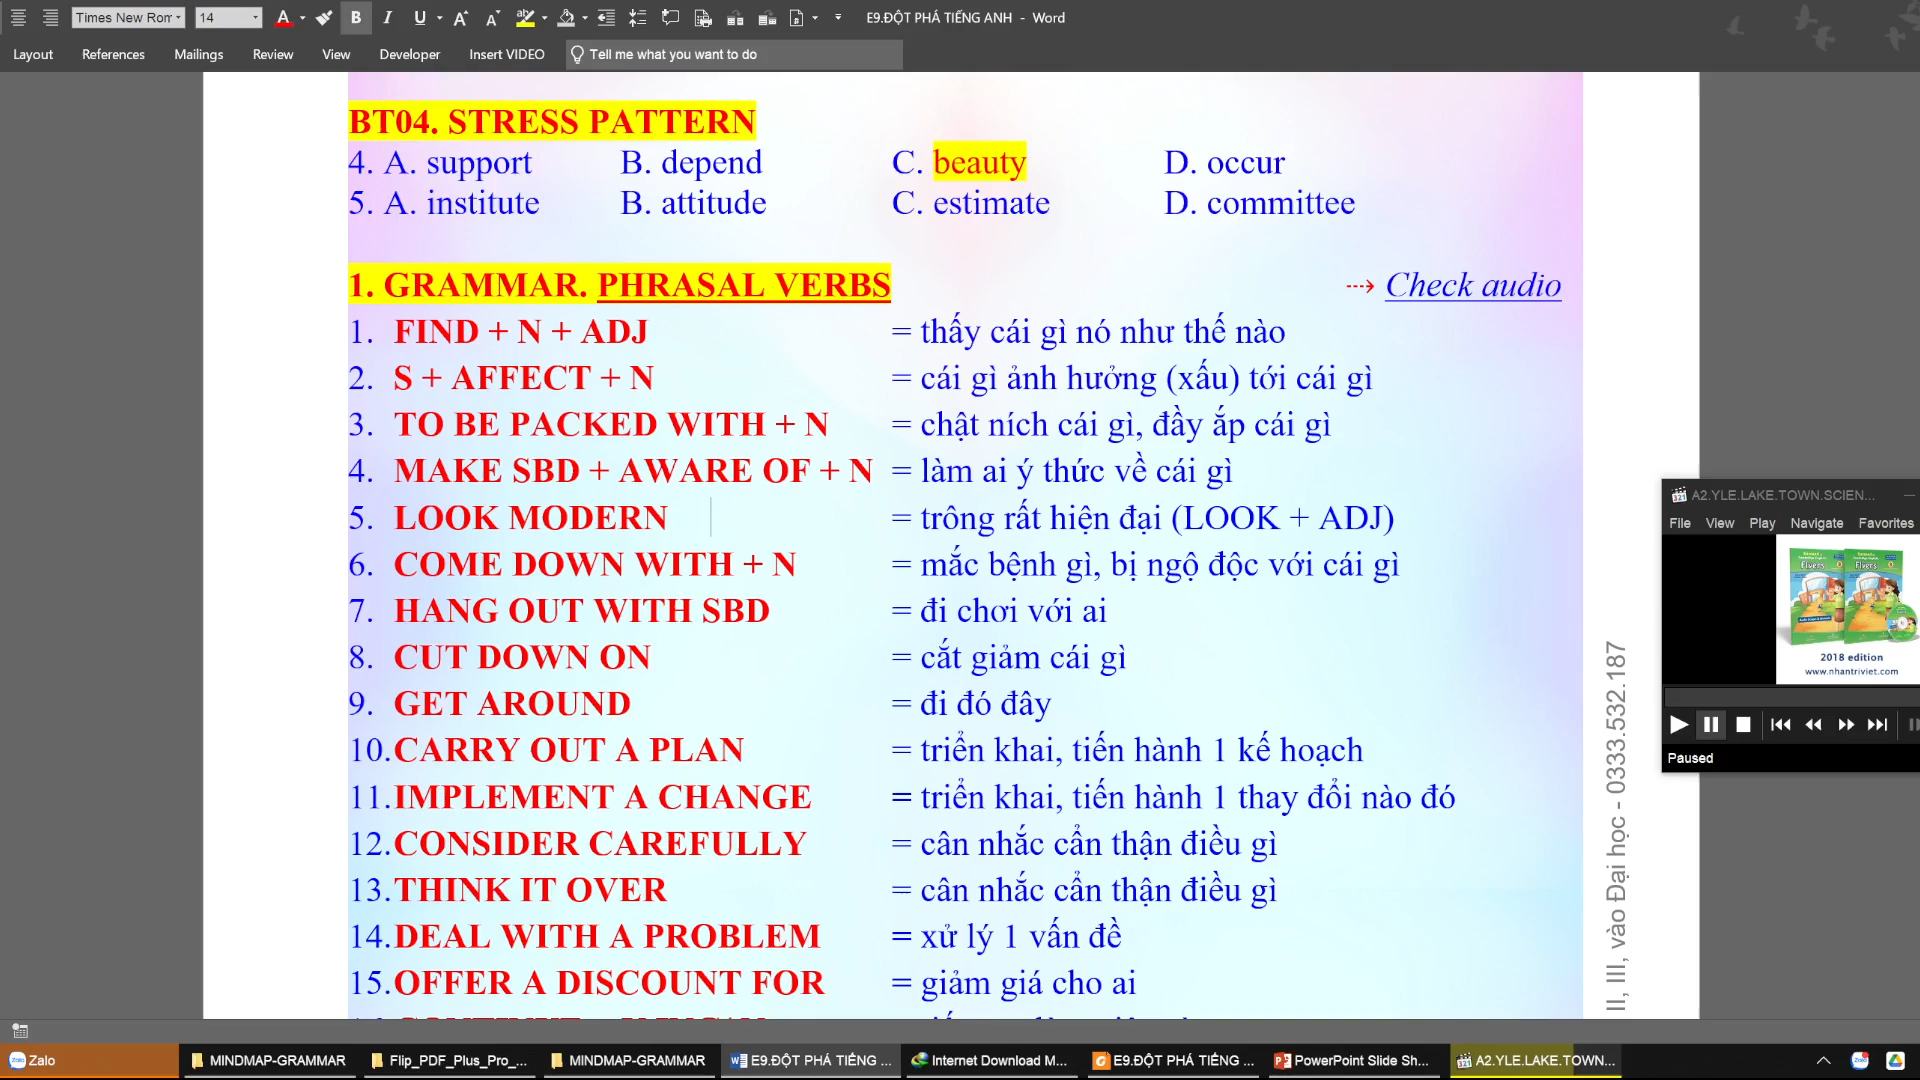 Times New Rom 14 E9.ĐỘT PHÁ TIẾNG ANH - Word
Layout References Mailings Review View Developer Insert VIDEO Tell me what you want to do
BT04. STRESS PATTERN
4. A. support B. depend C. beauty D. occur
5. A. institute B. attitude C. estimate D. committee
1. GRAMMAR. PHRASAL VERBS Check audio
1. FIND + N + ADJ = thấy cái gì nó như thế nào
2. S + AFFECT + N = cái gì ảnh hưởng (xấu) tới cái gì
3. TO BE PACKED WITH + N = chật ních cái gì, đầy ắp cái gì
4. MAKE SBD + AWARE OF + N = làm ai ý thức về cái gì
5. LOOK MODERN = trông rất hiện đại (LOOK + ADJ)
6. COME DOWN WITH + N = mắc bệnh gì, bị ngộ độc với cái gì
7. HANG OUT WITH SBD = đi chơi với ai
8. CUT DOWN ON = cắt giảm cái gì
9. GET AROUND = đi đó đây
10. CARRY OUT A PLAN = triển khai, tiến hành 1 kế hoạch
11. IMPLEMENT A CHANGE = triển khai, tiến hành 1 thay đổi nào đó
12. CONSIDER CAREFULLY = cân nhắc cẩn thận điều gì
13. THINK IT OVER = cân nhắc cẩn thận điều gì
14. DEAL WITH A PROBLEM = xử lý 1 vấn đề
15. OFFER A DISCOUNT FOR = giảm giá cho ai
II, III, vào Đại học - 0333.532.187
A2.YLE.LAKE.TOWN.SCIEN...
File View Play Navigate Favorites
Flyers Flyers
2018 edition
www.nhantriviet.com
Paused
Zalo MINDMAP-GRAMMAR Flip_PDF_Plus_Pro_... MINDMAP-GRAMMAR E9.ĐỘT PHÁ TIẾNG ... Internet Download M... E9.ĐỘT PHÁ TIẾNG ... PowerPoint Slide Sh... A2.YLE.LAKE.TOWN...